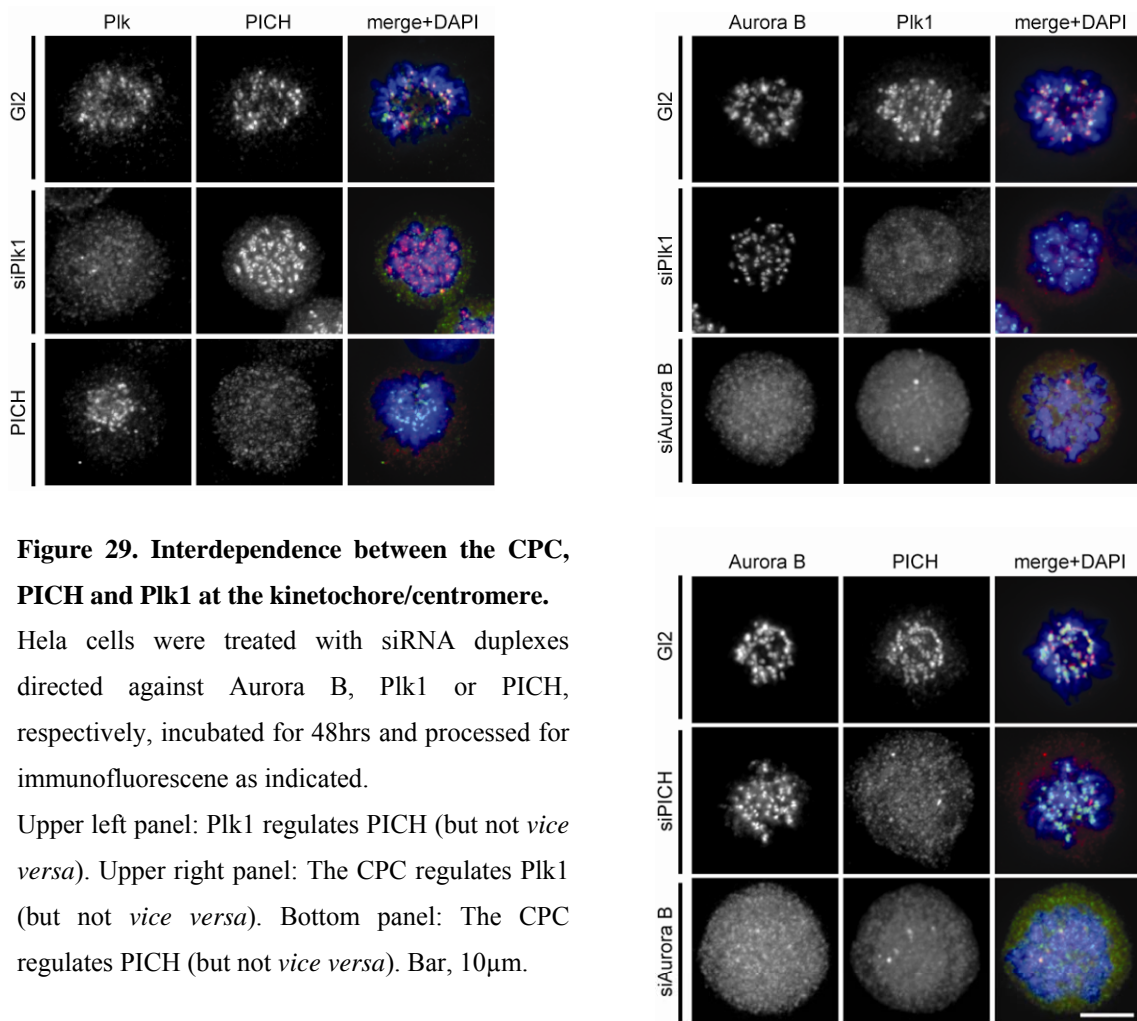 Plk PICH merge+DAPI
Gl2
siPlk1
PICH
Aurora B Plk1 merge+DAPI
Gl2
siPlk1
siAurora B
Figure 29. Interdependence between the CPC,
PICH and Plk1 at the kinetochore/centromere.
Hela cells were treated with siRNA duplexes
directed against Aurora B, Plk1 or PICH,
respectively, incubated for 48hrs and processed for
immunofluorescene as indicated.
Upper left panel: Plk1 regulates PICH (but not vice
versa). Upper right panel: The CPC regulates Plk1
(but not vice versa). Bottom panel: The CPC
regulates PICH (but not vice versa). Bar, 10µm.
Aurora B PICH merge+DAPI
Gl2
siPICH
siAurora B